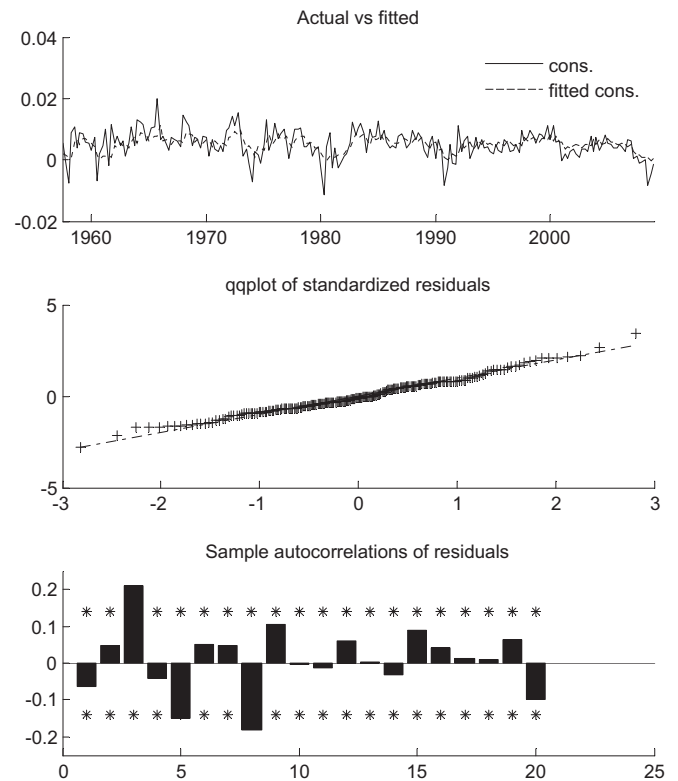 Actual vs fitted
0.04
0.02
0
-0.02
cons.
fitted cons.
1960 1970 1980 1990 2000
qqplot of standardized residuals
5
0
-5
-3 -2 -1 0 1 2 3
Sample autocorrelations of residuals
0.2
0.1
0
-0.1
-0.2
0 5 10 15 20 25